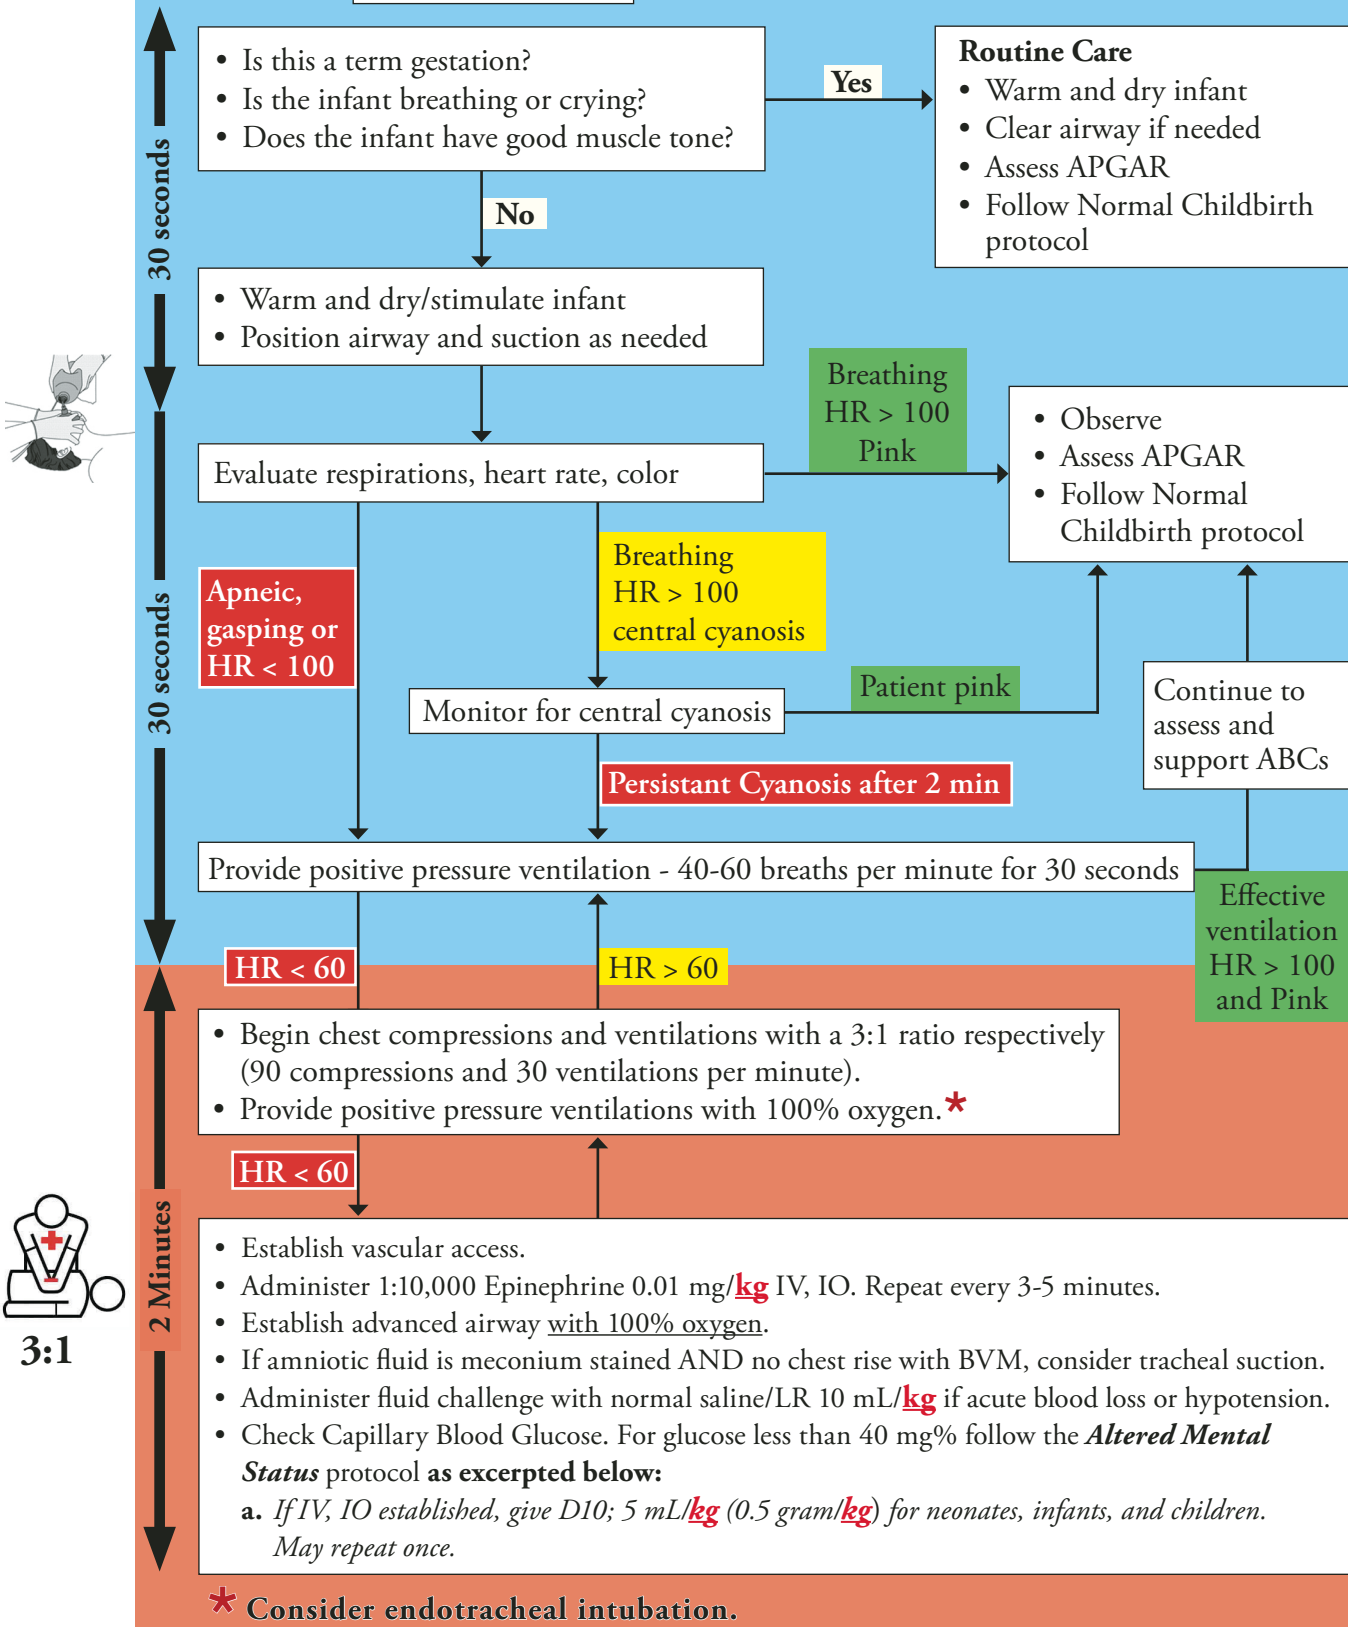 • Is this a term gestation?
• Is the infant breathing or crying?
• Does the infant have good muscle tone?
Yes
Routine Care
• Warm and dry infant
• Clear airway if needed
• Assess APGAR
• Follow Normal Childbirth
protocol
30 seconds
No
• Warm and dry/stimulate infant
• Position airway and suction as needed
Breathing
HR > 100
Pink
• Observe
• Assess APGAR
• Follow Normal
Childbirth protocol
Evaluate respirations, heart rate, color
30 seconds
Apneic,
gasping or
HR < 100
Breathing
HR > 100
central cyanosis
Monitor for central cyanosis
Patient pink
Continue to
assess and
support ABCs
Persistant Cyanosis after 2 min
Provide positive pressure ventilation - 40-60 breaths per minute for 30 seconds
Effective
ventilation
HR > 100
and Pink
HR < 60
HR > 60
• Begin chest compressions and ventilations with a 3:1 ratio respectively
(90 compressions and 30 ventilations per minute).
• Provide positive pressure ventilations with 100% oxygen.*
HR < 60
3:1
2 Minutes
• Establish vascular access.
• Administer 1:10,000 Epinephrine 0.01 mg/kg IV, IO. Repeat every 3-5 minutes.
• Establish advanced airway with 100% oxygen.
• If amniotic fluid is meconium stained AND no chest rise with BVM, consider tracheal suction.
• Administer fluid challenge with normal saline/LR 10 mL/kg if acute blood loss or hypotension.
• Check Capillary Blood Glucose. For glucose less than 40 mg% follow the Altered Mental
Status protocol as excerpted below:
a. If IV, IO established, give D10; 5 mL/kg (0.5 gram/kg) for neonates, infants, and children.
May repeat once.
* Consider endotracheal intubation.